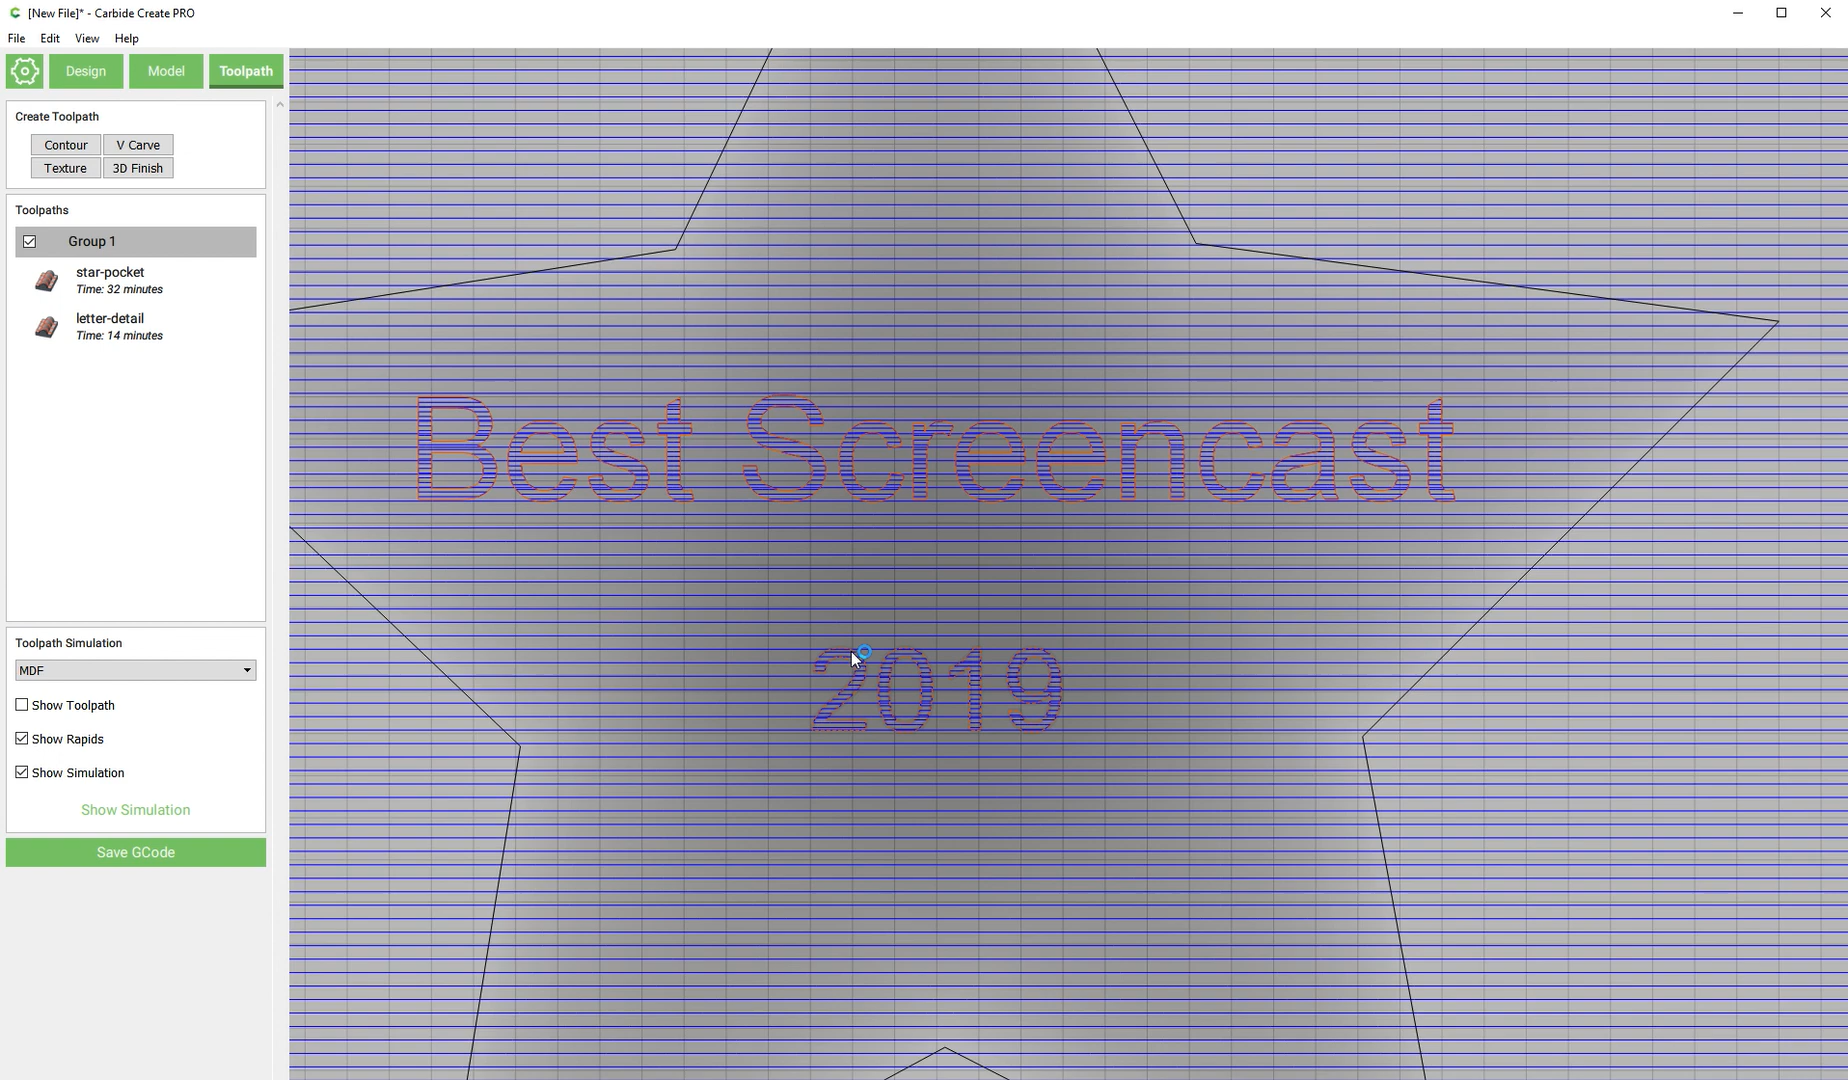 [New File]* - Carbide Create PRO
File Edit View Help
Design Model Toolpath
Create Toolpath
Contour V Carve
Texture 3D Finish
Toolpaths
Group 1
star-pocket
Time: 32 minutes
letter-detail
Time: 14 minutes
Best Screencast
2019
Toolpath Simulation
MDF
Show Toolpath
Show Rapids
Show Simulation
Show Simulation
Save GCode